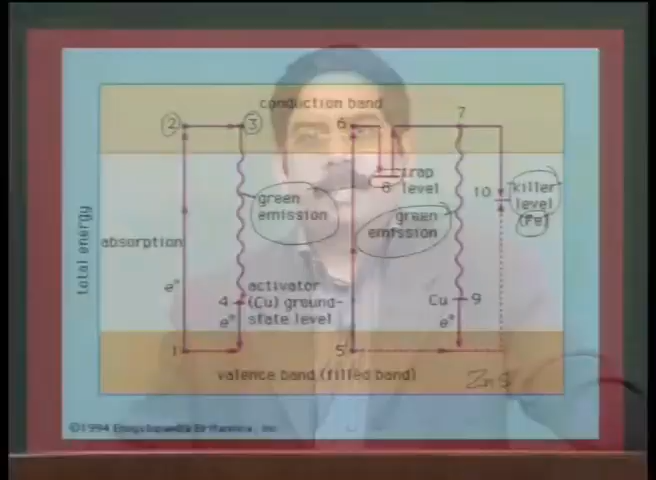 conduction band
2
3
6
7
8
trap
level
10
killer
level
(Fe)
green
emission
green
emission
absorption
total energy
e°
activator
4
(Cu) ground-
state level
e°
Cu
9
e°
1
5
valence band (filled band)
ZnS
©1994 Encyclopaedia Britannica, Inc